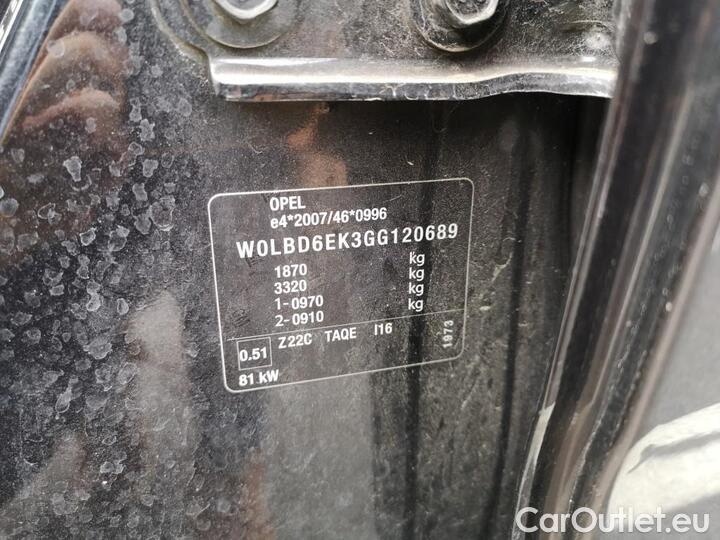 OPEL
e4*2007/46*0996
W0LBD6EK3GG120689
1870 kg
3320 kg
1-0970 kg
2-0910 kg
0.51 Z22C TAQE I16 1973
81 kW
CarOutlet.eu